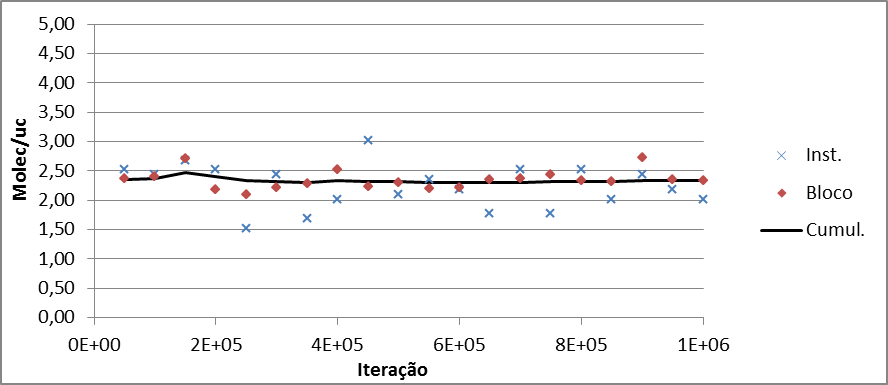 5,00
4,50
4,00
3,50
3,00
2,50
2,00
1,50
1,00
0,50
0,00
Molec/uc
0E+00 2E+05 4E+05 6E+05 8E+05 1E+06
Iteração
Inst.
Bloco
Cumul.